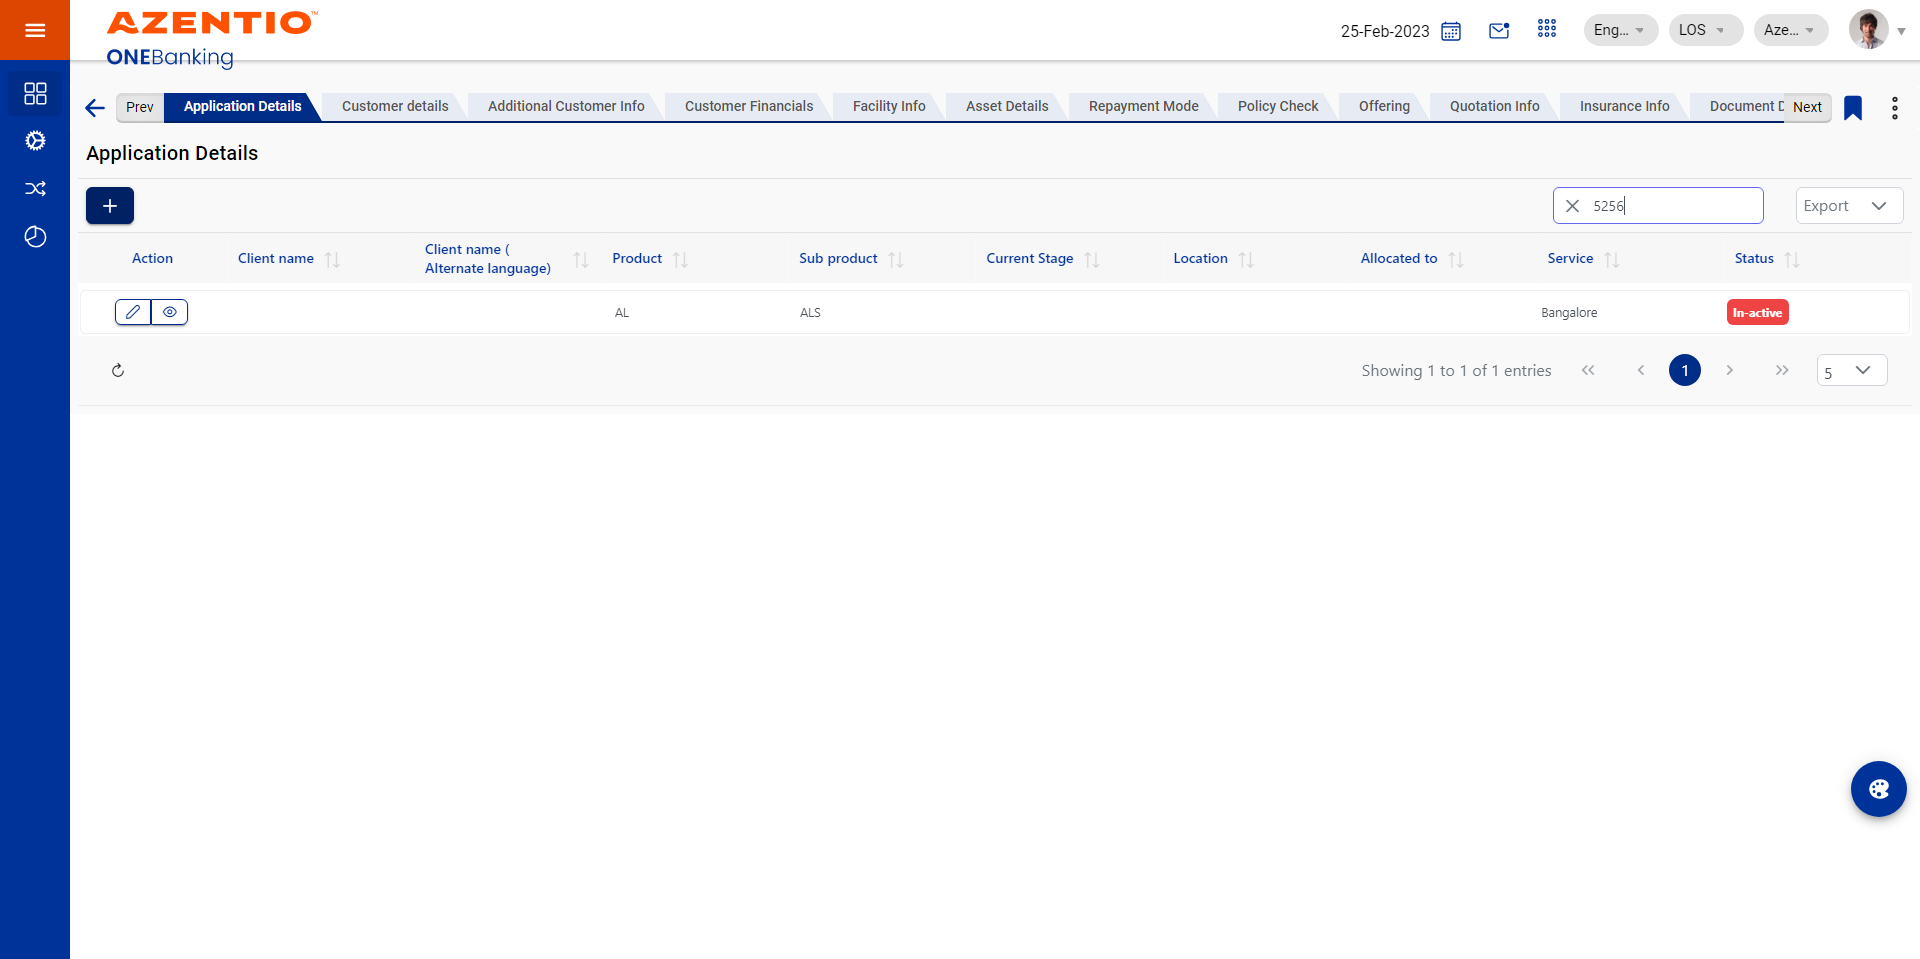 AZENTIO™
ONEBanking
25-Feb-2023
Eng...
LOS
Aze...
Prev
Application Details
Customer details
Additional Customer Info
Customer Financials
Facility Info
Asset Details
Repayment Mode
Policy Check
Offering
Quotation Info
Insurance Info
Document D
Next
Application Details
5256
Export
Action
Client name
Client name (
Alternate language)
Product
Sub product
Current Stage
Location
Allocated to
Service
Status
AL
ALS
Bangalore
In-active
Showing 1 to 1 of 1 entries
1
5